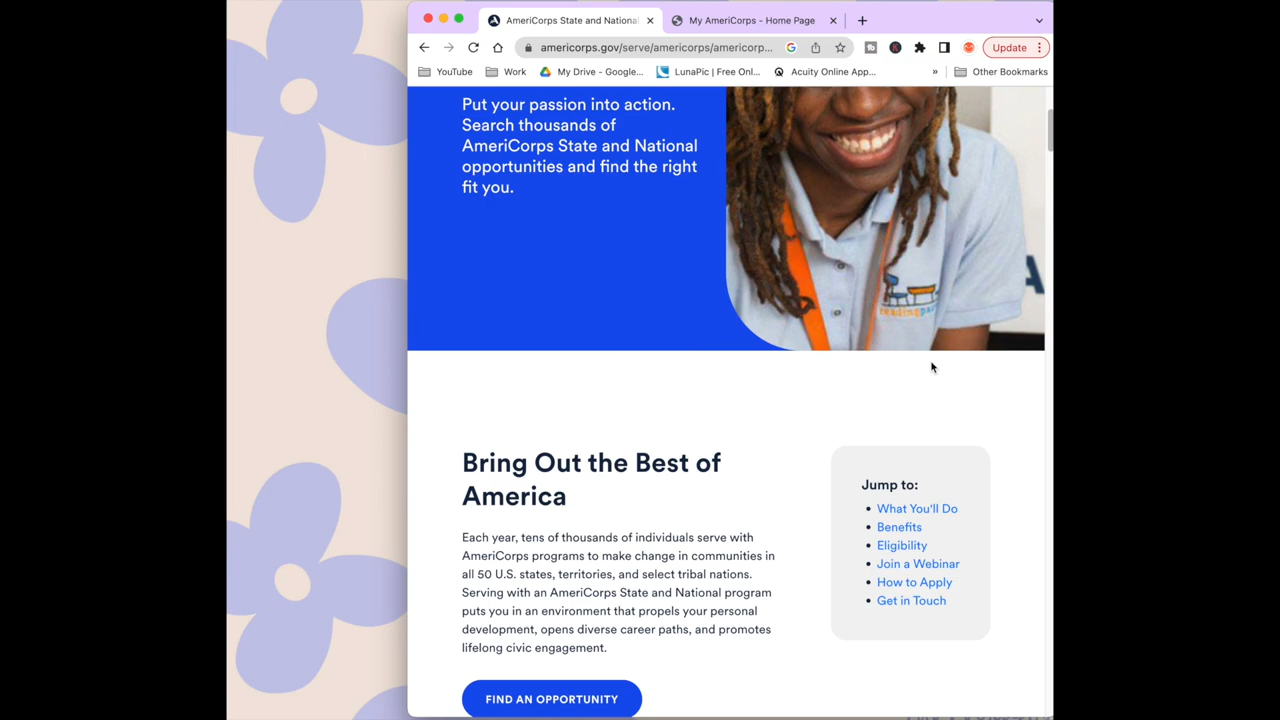 AmeriCorps State and National
My AmeriCorps - Home Page
americorps.gov/serve/americorps/americorp...
Update
YouTube
Work
My Drive - Google...
LunaPic | Free Onl...
Acuity Online App...
»
Other Bookmarks
Put your passion into action.
Search thousands of
AmeriCorps State and National
opportunities and find the right
fit you.
Bring Out the Best of
America
Each year, tens of thousands of individuals serve with
AmeriCorps programs to make change in communities in
all 50 U.S. states, territories, and select tribal nations.
Serving with an AmeriCorps State and National program
puts you in an environment that propels your personal
development, opens diverse career paths, and promotes
lifelong civic engagement.
FIND AN OPPORTUNITY
Jump to:
• What You'll Do
• Benefits
• Eligibility
• Join a Webinar
• How to Apply
• Get in Touch